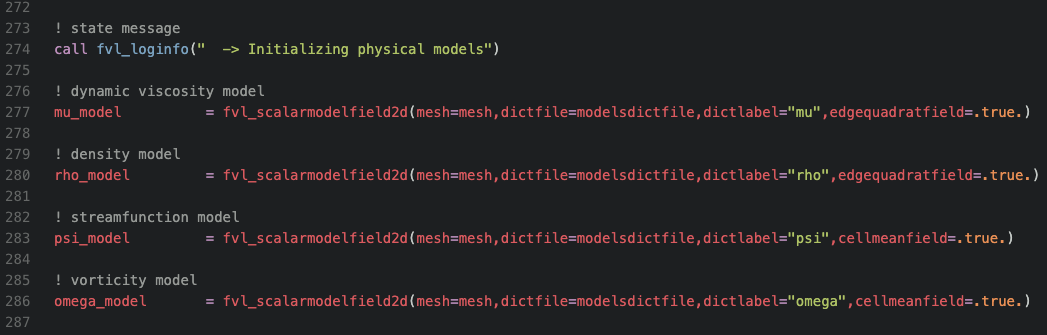 272
273 ! state message
274 call fvl_loginfo("  -> Initializing physical models")
275
276 ! dynamic viscosity model
277 mu_model          = fvl_scalarmodelfield2d(mesh=mesh,dictfile=modelsdictfile,dictlabel="mu",edgequadratfield=.true.)
278
279 ! density model
280 rho_model         = fvl_scalarmodelfield2d(mesh=mesh,dictfile=modelsdictfile,dictlabel="rho",edgequadratfield=.true.)
281
282 ! streamfunction model
283 psi_model         = fvl_scalarmodelfield2d(mesh=mesh,dictfile=modelsdictfile,dictlabel="psi",cellmeanfield=.true.)
284
285 ! vorticity model
286 omega_model       = fvl_scalarmodelfield2d(mesh=mesh,dictfile=modelsdictfile,dictlabel="omega",cellmeanfield=.true.)
287